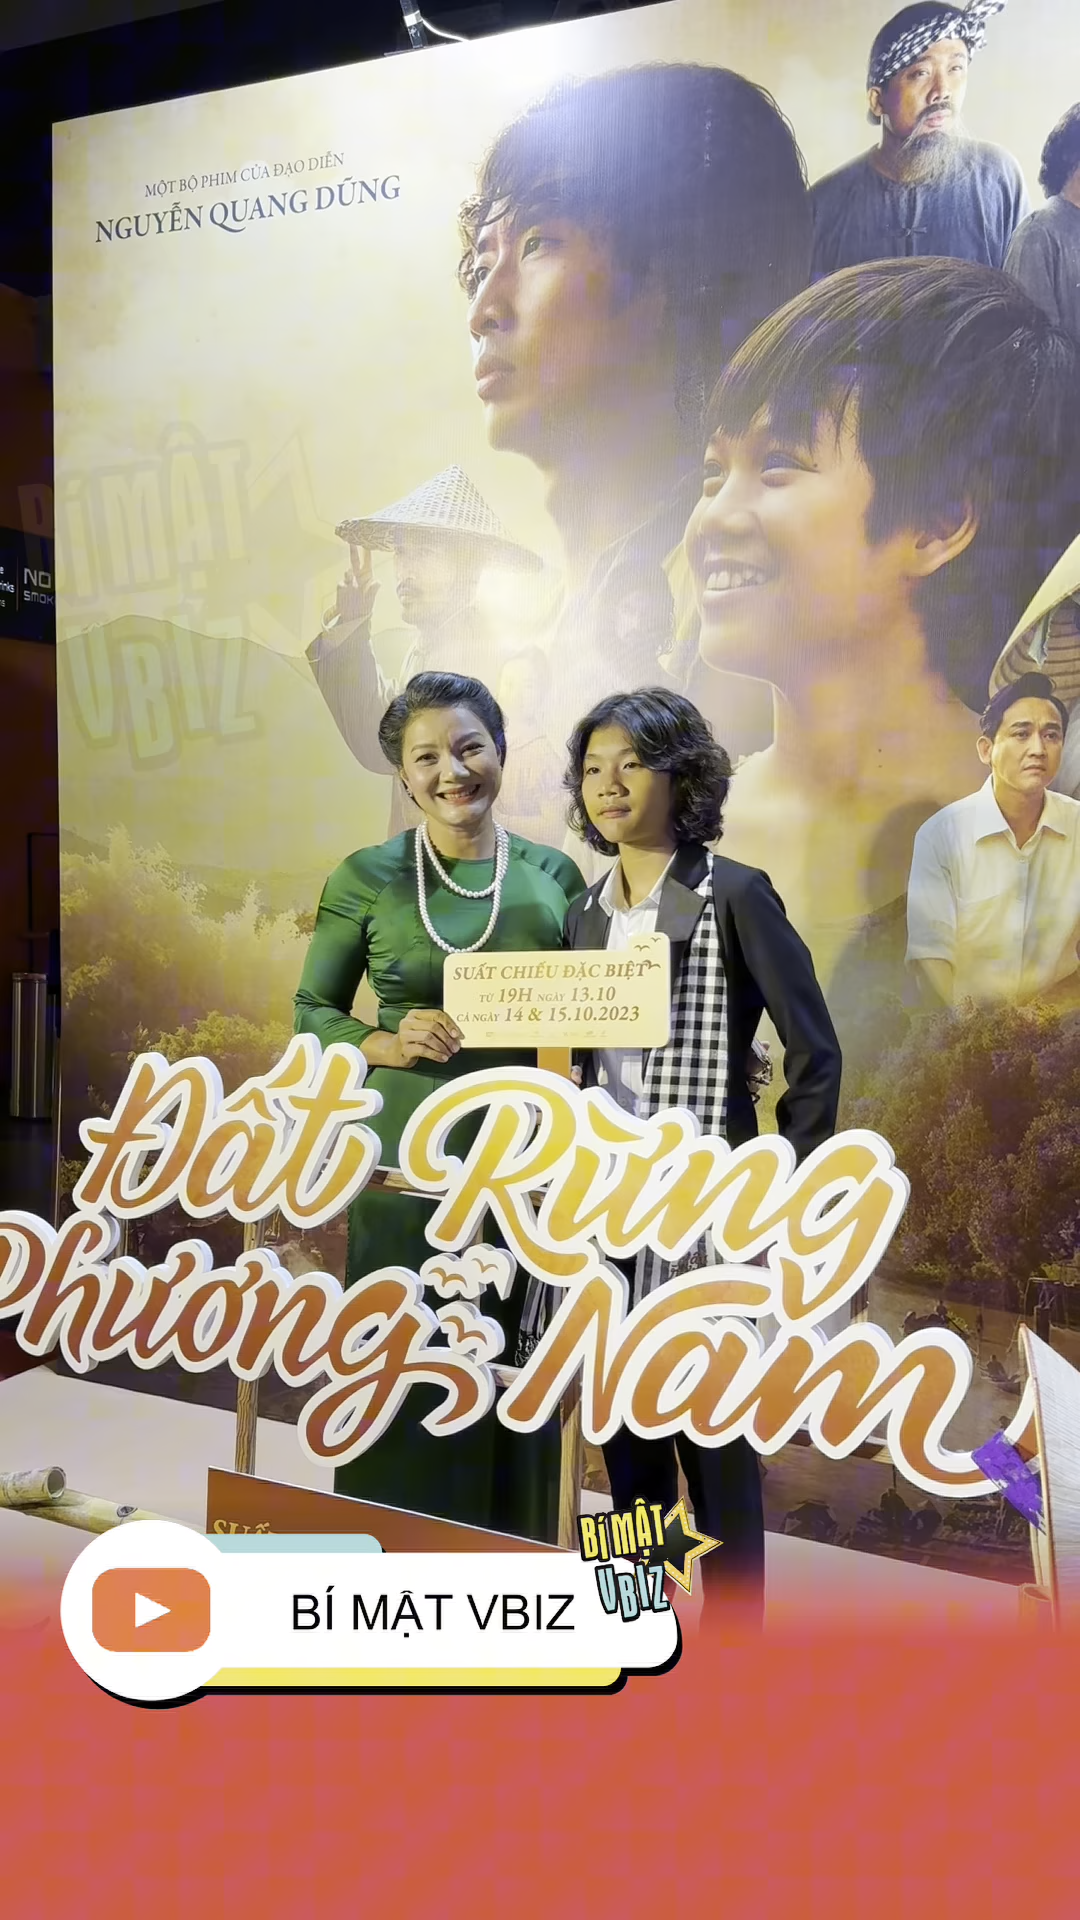 MỘT BỘ PHIM CỦA ĐẠO DIỄN
NGUYỄN QUANG DŨNG
BÍ MẬT
VBIZ
NO
SUẤT CHIẾU ĐẶC BIỆT
TỪ 19H NGÀY 13.10
CẢ NGÀY 14 & 15.10.2023
Đất Rừng
Phương Nam
BÍ MẬT VBIZ
BÍ MẬT
VBIZ